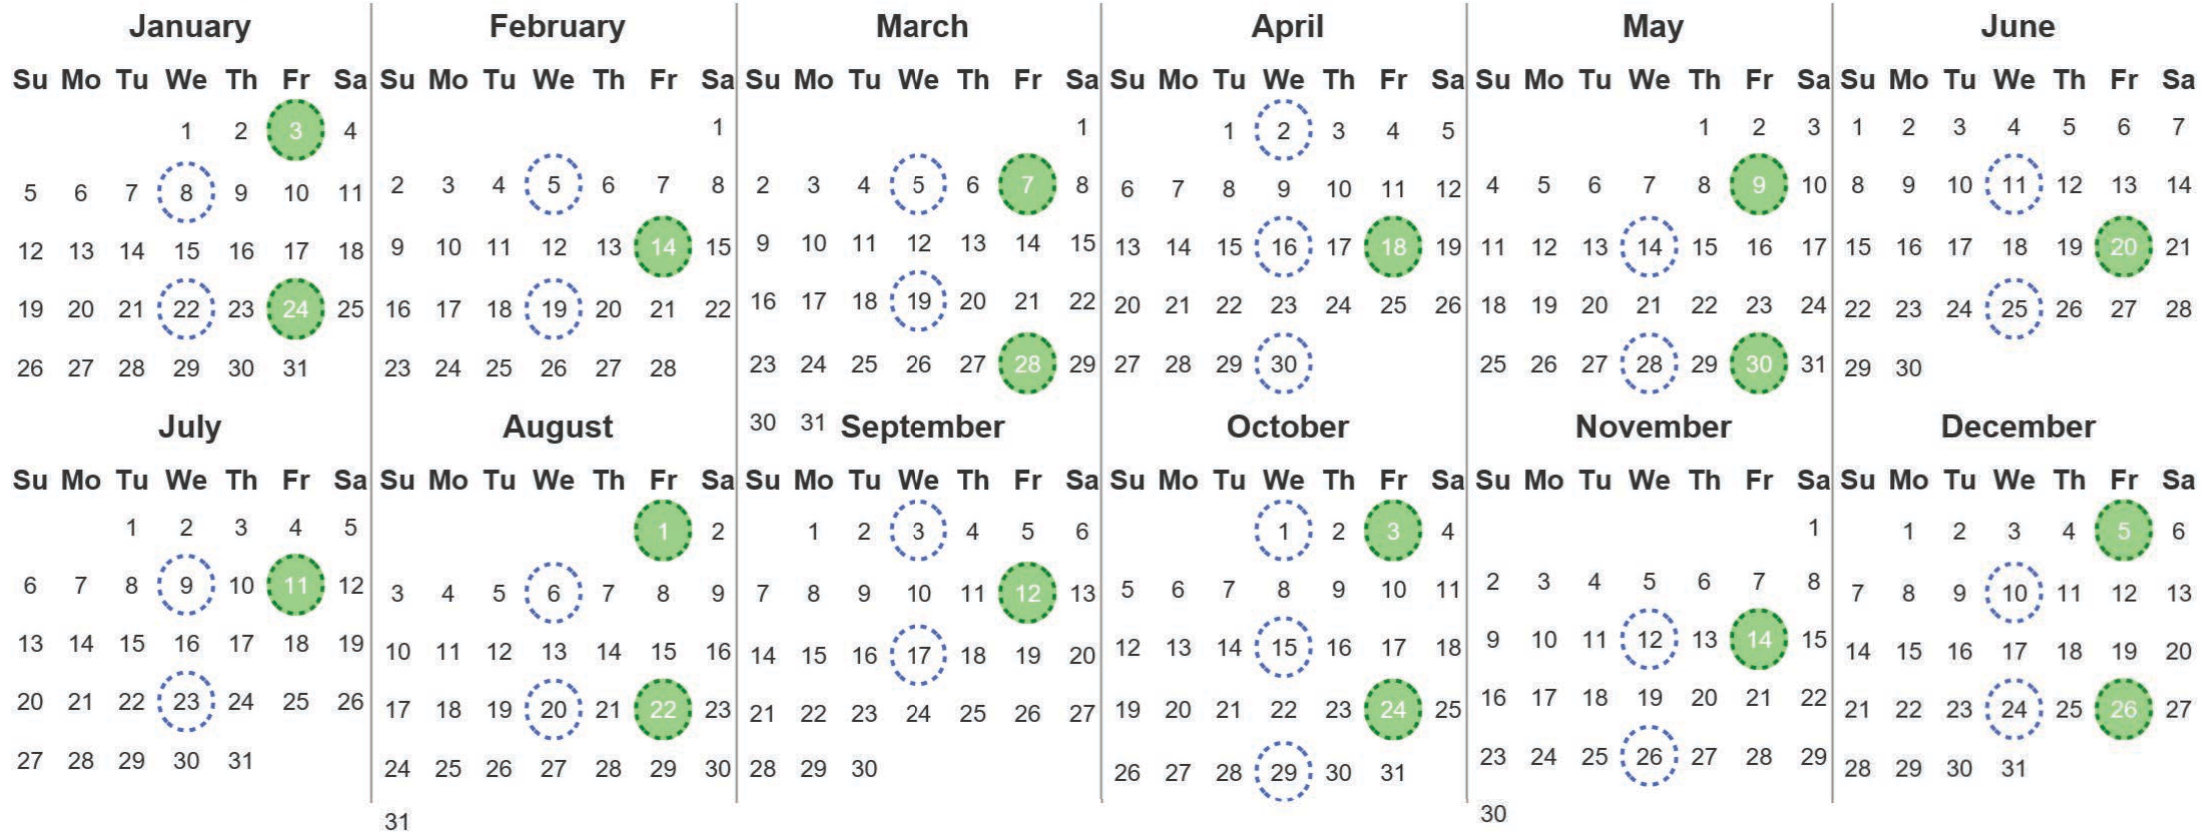 January February March April May June
Su Mo Tu We Th Fr Sa Su Mo Tu We Th Fr Sa Su Mo Tu We Th Fr Sa Su Mo Tu We Th Fr Sa Su Mo Tu We Th Fr Sa Su Mo Tu We Th Fr Sa
1 2 3 4 1 1 1 2 3 4 5 1 2 3 1 2 3 4 5 6 7
5 6 7 8 9 10 11 2 3 4 5 6 7 8 2 3 4 5 6 7 8 6 7 8 9 10 11 12 4 5 6 7 8 9 10 8 9 10 11 12 13 14
12 13 14 15 16 17 18 9 10 11 12 13 14 15 9 10 11 12 13 14 15 13 14 15 16 17 18 19 11 12 13 14 15 16 17 15 16 17 18 19 20 21
19 20 21 22 23 24 25 16 17 18 19 20 21 22 16 17 18 19 20 21 22 20 21 22 23 24 25 26 18 19 20 21 22 23 24 22 23 24 25 26 27 28
26 27 28 29 30 31 23 24 25 26 27 28 23 24 25 26 27 28 29 27 28 29 30 25 26 27 28 29 30 31 29 30
30 31
July August September October November December
Su Mo Tu We Th Fr Sa Su Mo Tu We Th Fr Sa Su Mo Tu We Th Fr Sa Su Mo Tu We Th Fr Sa Su Mo Tu We Th Fr Sa Su Mo Tu We Th Fr Sa
1 2 3 4 5 1 2 1 2 3 4 5 6 1 2 3 4 1 1 2 3 4 5 6
6 7 8 9 10 11 12 3 4 5 6 7 8 9 7 8 9 10 11 12 13 5 6 7 8 9 10 11 2 3 4 5 6 7 8 7 8 9 10 11 12 13
13 14 15 16 17 18 19 10 11 12 13 14 15 16 14 15 16 17 18 19 20 12 13 14 15 16 17 18 9 10 11 12 13 14 15 14 15 16 17 18 19 20
20 21 22 23 24 25 26 17 18 19 20 21 22 23 21 22 23 24 25 26 27 19 20 21 22 23 24 25 16 17 18 19 20 21 22 21 22 23 24 25 26 27
27 28 29 30 31 24 25 26 27 28 29 30 28 29 30 26 27 28 29 30 31 23 24 25 26 27 28 29 28 29 30 31
31 30